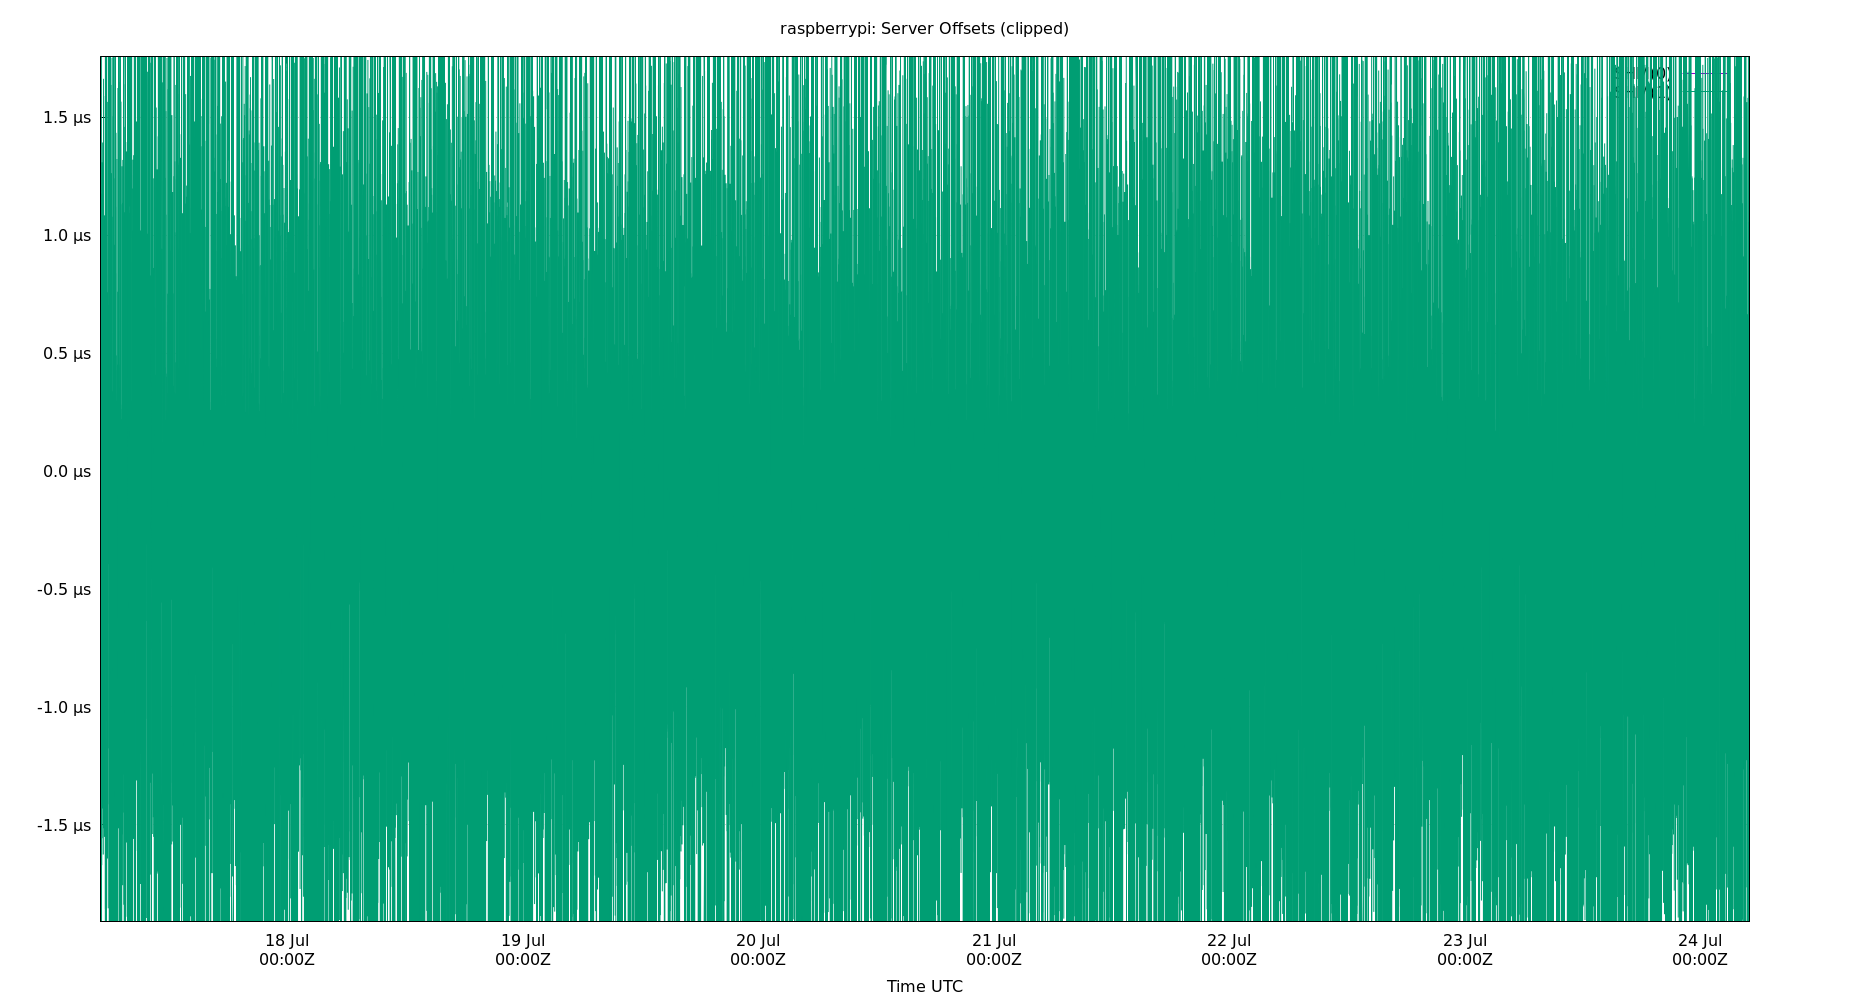 raspberrypi: Server Offsets (clipped)
1.5 µs
1.0 µs
0.5 µs
0.0 µs
-0.5 µs
-1.0 µs
-1.5 µs
18 Jul
00:00Z
19 Jul
00:00Z
20 Jul
00:00Z
21 Jul
00:00Z
22 Jul
00:00Z
23 Jul
00:00Z
24 Jul
00:00Z
Time UTC